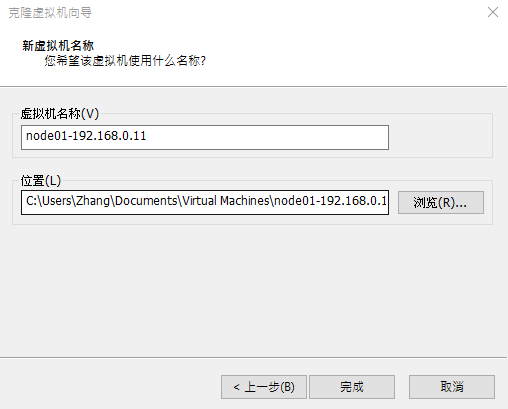 克隆虚拟机向导
新虚拟机名称
您希望该虚拟机使用什么名称?
虚拟机名称(V)
node01-192.168.0.11
位置(L)
C:\Users\Zhang\Documents\Virtual Machines\node01-192.168.0.1
浏览(R)...
< 上一步(B)
完成
取消